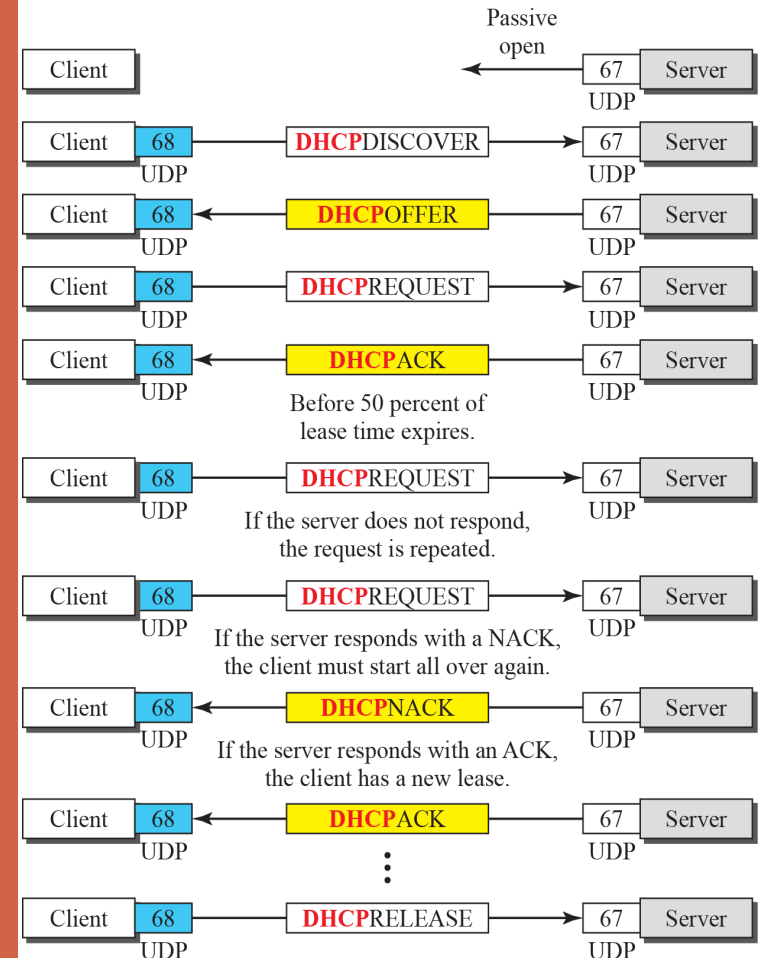 Passive
open
Client 67 Server
UDP
Client 68 DHCPDISCOVER 67 Server
UDP UDP
Client 68 DHCPOFFER 67 Server
UDP UDP
Client 68 DHCPREQUEST 67 Server
UDP UDP
Client 68 DHCPACK 67 Server
UDP UDP
Before 50 percent of
lease time expires.
Client 68 DHCPREQUEST 67 Server
UDP UDP
If the server does not respond,
the request is repeated.
Client 68 DHCPREQUEST 67 Server
UDP UDP
If the server responds with a NACK,
the client must start all over again.
Client 68 DHCPNACK 67 Server
UDP UDP
If the server responds with an ACK,
the client has a new lease.
Client 68 DHCPACK 67 Server
UDP UDP
Client 68 DHCPRELEASE 67 Server
UDP UDP